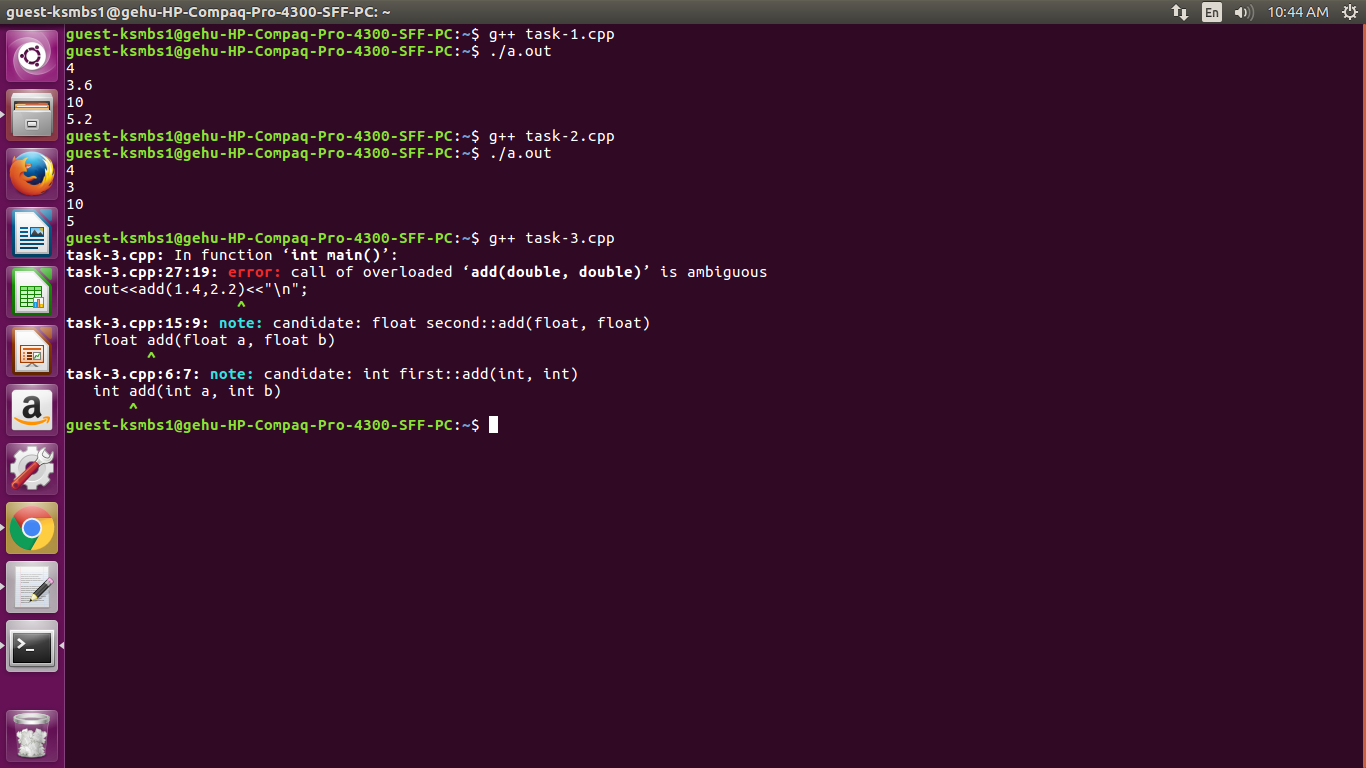 guest-ksmbs1@gehu-HP-Compaq-Pro-4300-SFF-PC: ~
En
10:44 AM
guest-ksmbs1@gehu-HP-Compaq-Pro-4300-SFF-PC:~$ g++ task-1.cpp
guest-ksmbs1@gehu-HP-Compaq-Pro-4300-SFF-PC:~$ ./a.out
4
3.6
10
5.2
guest-ksmbs1@gehu-HP-Compaq-Pro-4300-SFF-PC:~$ g++ task-2.cpp
guest-ksmbs1@gehu-HP-Compaq-Pro-4300-SFF-PC:~$ ./a.out
4
3
10
5
guest-ksmbs1@gehu-HP-Compaq-Pro-4300-SFF-PC:~$ g++ task-3.cpp
task-3.cpp: In function ‘int main()’:
task-3.cpp:27:19: error: call of overloaded ‘add(double, double)’ is ambiguous
  cout<<add(1.4,2.2)<<"\n";
                   ^
task-3.cpp:15:9: note: candidate: float second::add(float, float)
   float add(float a, float b)
         ^
task-3.cpp:6:7: note: candidate: int first::add(int, int)
   int add(int a, int b)
       ^
guest-ksmbs1@gehu-HP-Compaq-Pro-4300-SFF-PC:~$
a
>_